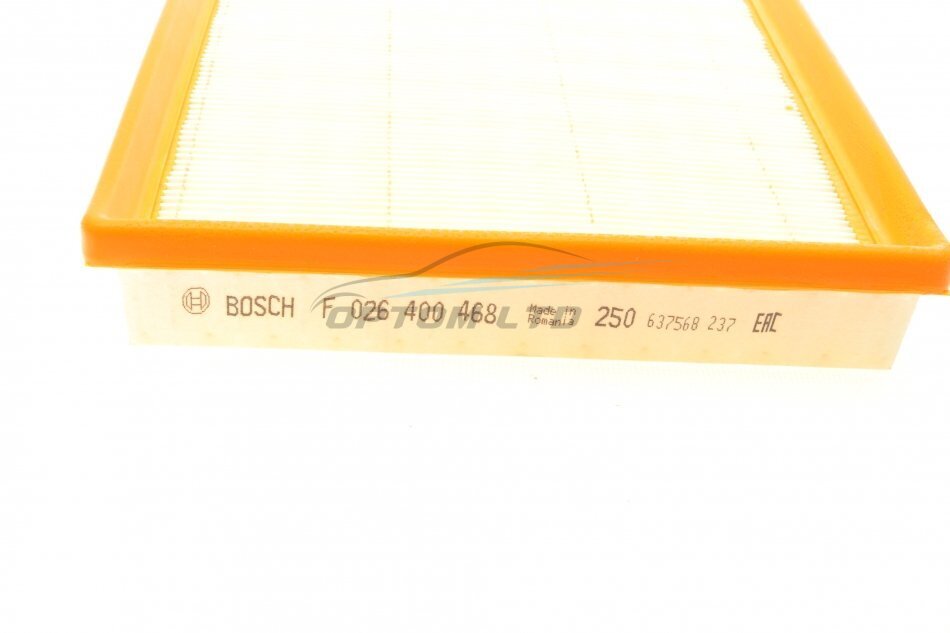 BOSCH F 026 400 468 Made in
Romania 250 637568 237 EAC
OPTOM LTD